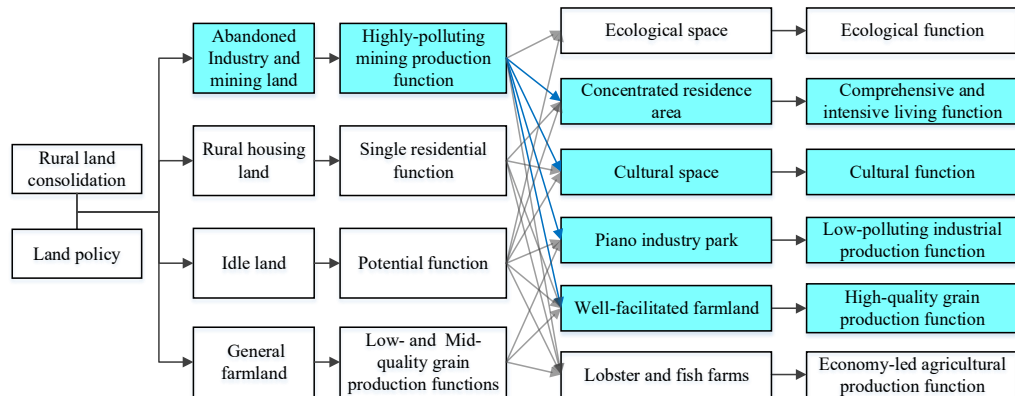 Rural land
consolidation
Land policy
Abandoned
Industry and
mining land
Rural housing
land
Idle land
General
farmland
Highly-polluting
mining production
function
Single residential
function
Potential function
Low- and Mid-
quality grain
production functions
Ecological space
Concentrated residence
area
Cultural space
Piano industry park
Well-facilitated farmland
Lobster and fish farms
Ecological function
Comprehensive and
intensive living function
Cultural function
Low-polluting industrial
production function
High-quality grain
production function
Economy-led agricultural
production function